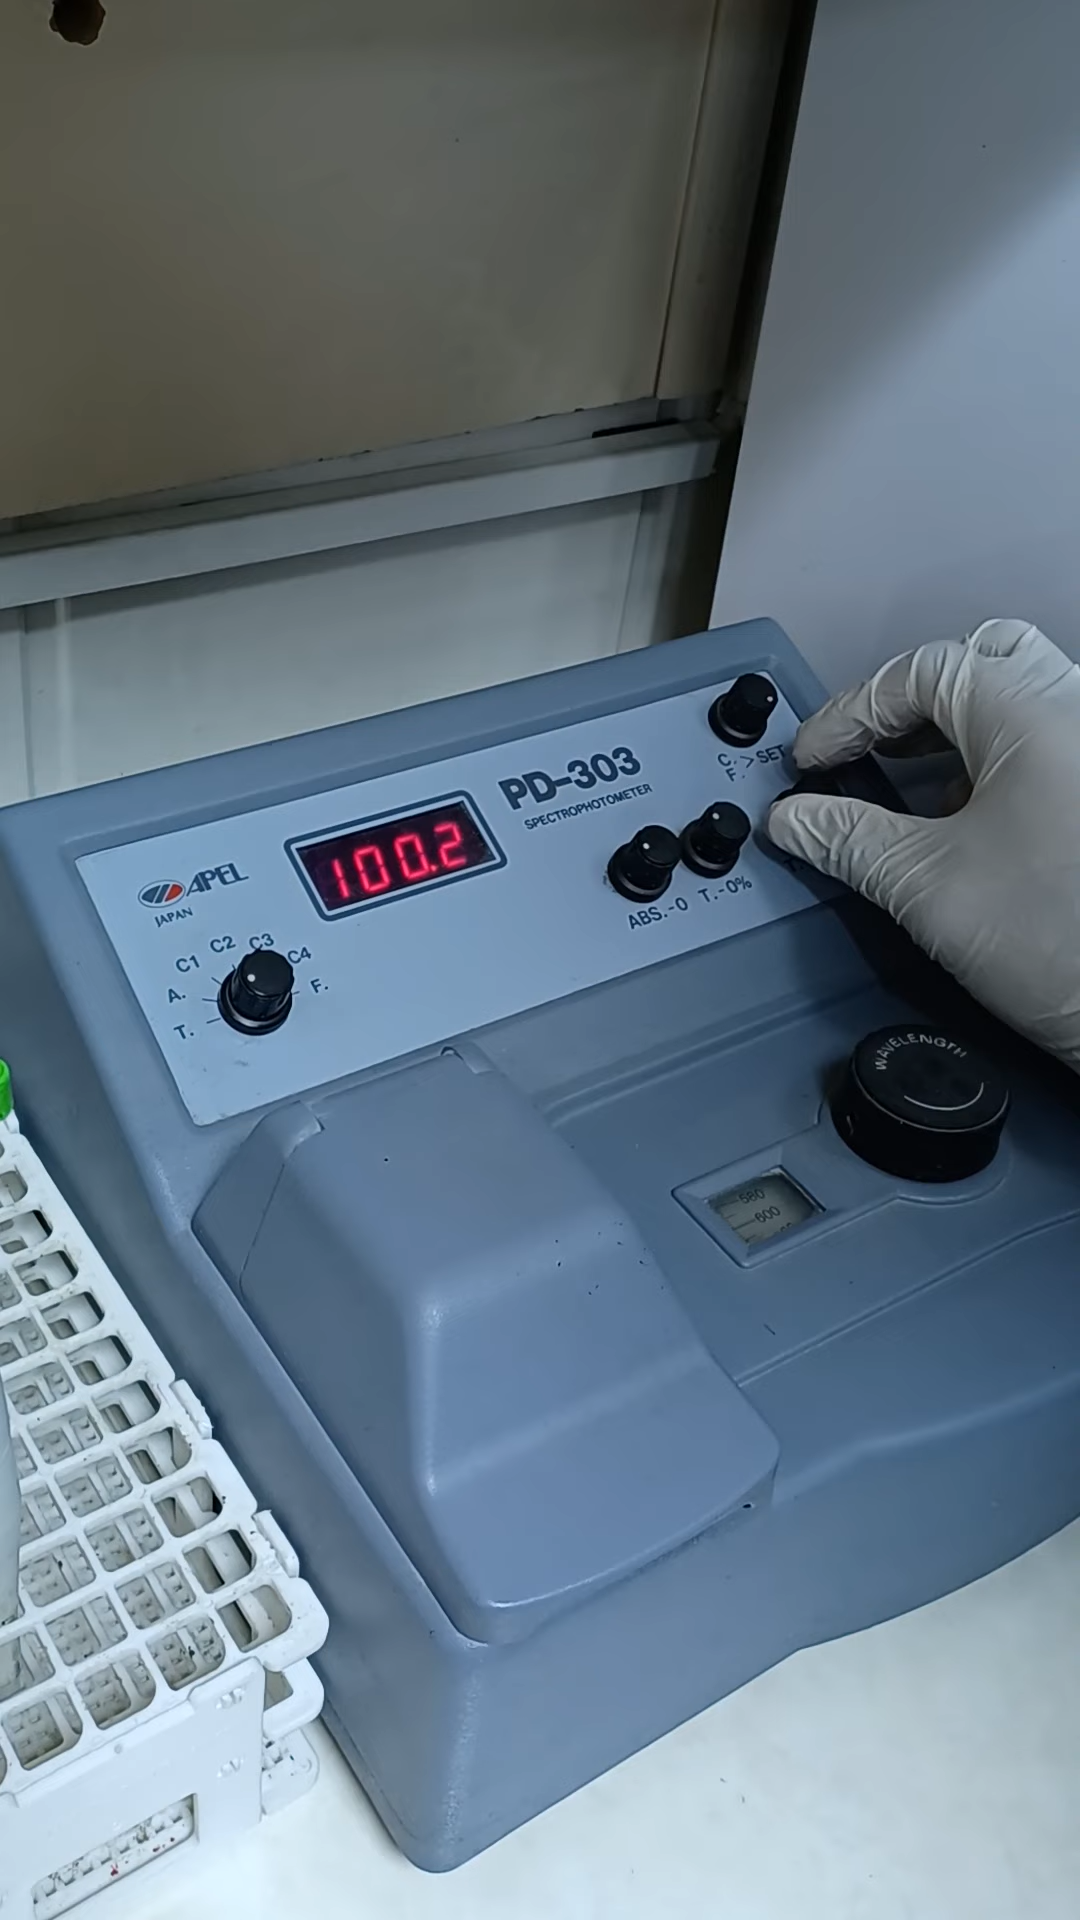 PD-303
SPECTROPHOTOMETER
C. > SET
F.
100.2
APEL
JAPAN
ABS.-0 T.-0%
C1 C2 C3 C4
A. F.
T.
WAVELENGTH
580
600